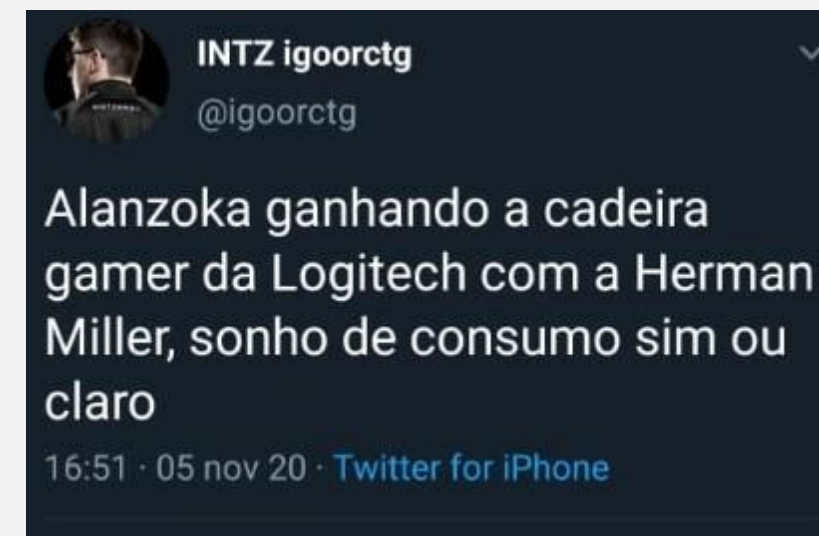 INTZ igoorctg
@igoorctg
Alanzoka ganhando a cadeira
gamer da Logitech com a Herman
Miller, sonho de consumo sim ou
claro
16:51 · 05 nov 20 · Twitter for iPhone